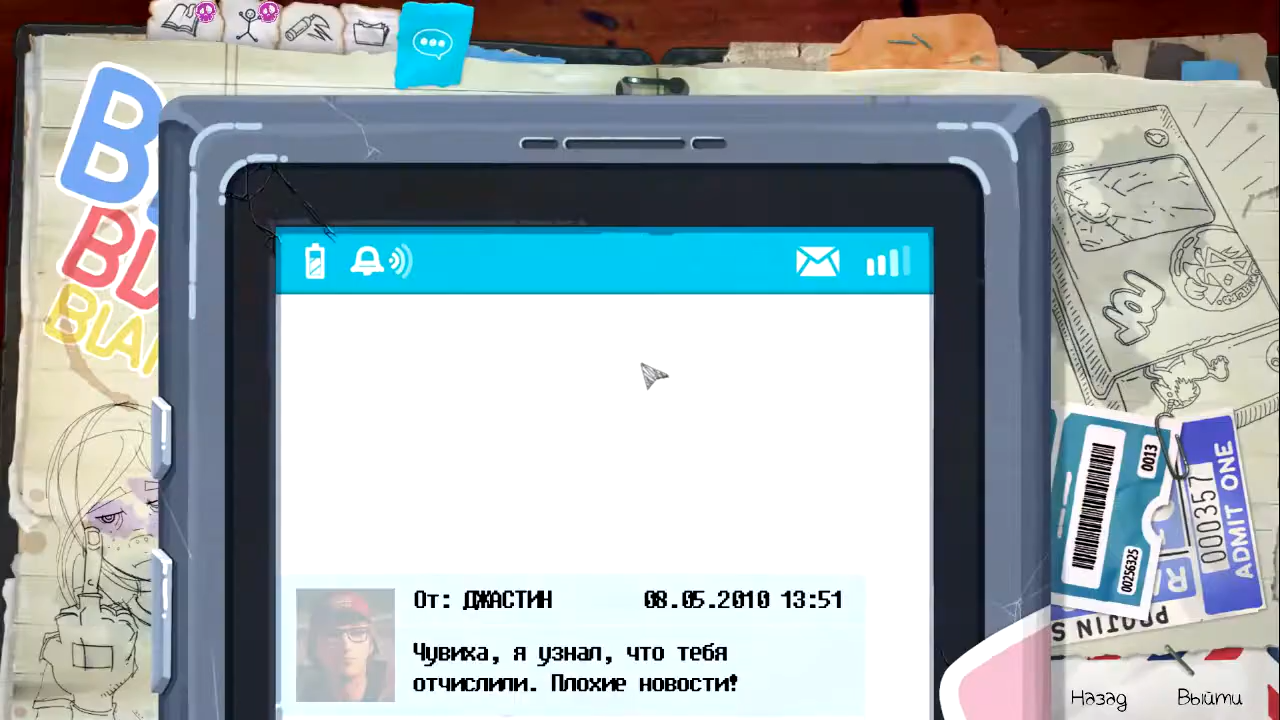 BLA
От: ДЖАСТИН 08.05.2010 13:51
Чувиха, я узнал, что тебя
отчислили. Плохие новости!
0013
00256325
000357
ADMIT ONE
Назад Выйти